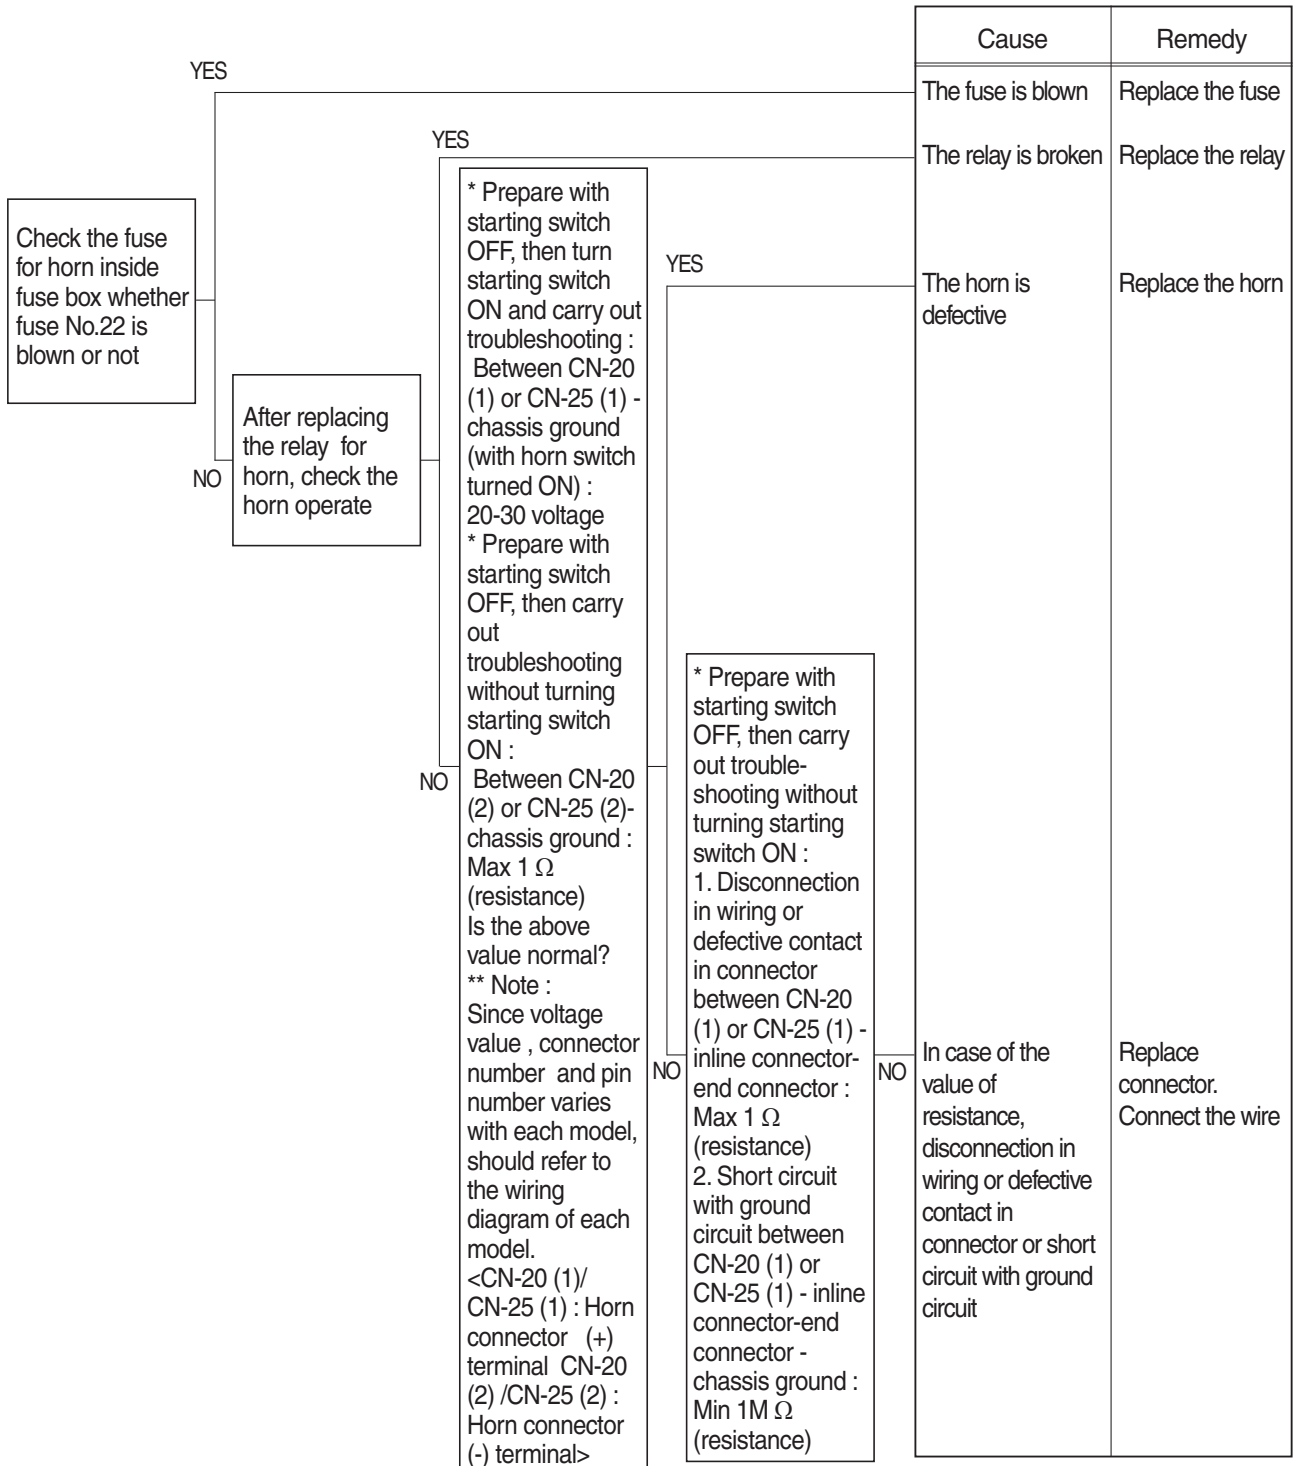 Cause
Remedy
YES
The fuse is blown
Replace the fuse
YES
The relay is broken
Replace the relay
Check the fuse
for horn inside
fuse box whether
fuse No.22 is
blown or not
NO
After replacing
the relay for
horn, check the
horn operate
NO
* Prepare with
starting switch
OFF, then turn
starting switch
ON and carry out
troubleshooting :
Between CN-20
(1) or CN-25 (1) -
chassis ground
(with horn switch
turned ON) :
20-30 voltage
* Prepare with
starting switch
OFF, then carry
out
troubleshooting
without turning
starting switch
ON :
Between CN-20
(2) or CN-25 (2)-
chassis ground :
Max 1 Ω
(resistance)
Is the above
value normal?
** Note :
Since voltage
value , connector
number and pin
number varies
with each model,
should refer to
the wiring
diagram of each
model.
<CN-20 (1)/
CN-25 (1) : Horn
connector (+)
terminal CN-20
(2) /CN-25 (2) :
Horn connector
(-) terminal>
YES
The horn is
defective
Replace the horn
NO
* Prepare with
starting switch
OFF, then carry
out trouble-
shooting without
turning starting
switch ON :
1. Disconnection
in wiring or
defective contact
in connector
between CN-20
(1) or CN-25 (1) -
inline connector-
end connector :
Max 1 Ω
(resistance)
2. Short circuit
with ground
circuit between
CN-20 (1) or
CN-25 (1) - inline
connector-end
connector -
chassis ground :
Min 1M Ω
(resistance)
NO
In case of the
value of
resistance,
disconnection in
wiring or defective
contact in
connector or short
circuit with ground
circuit
Replace
connector.
Connect the wire